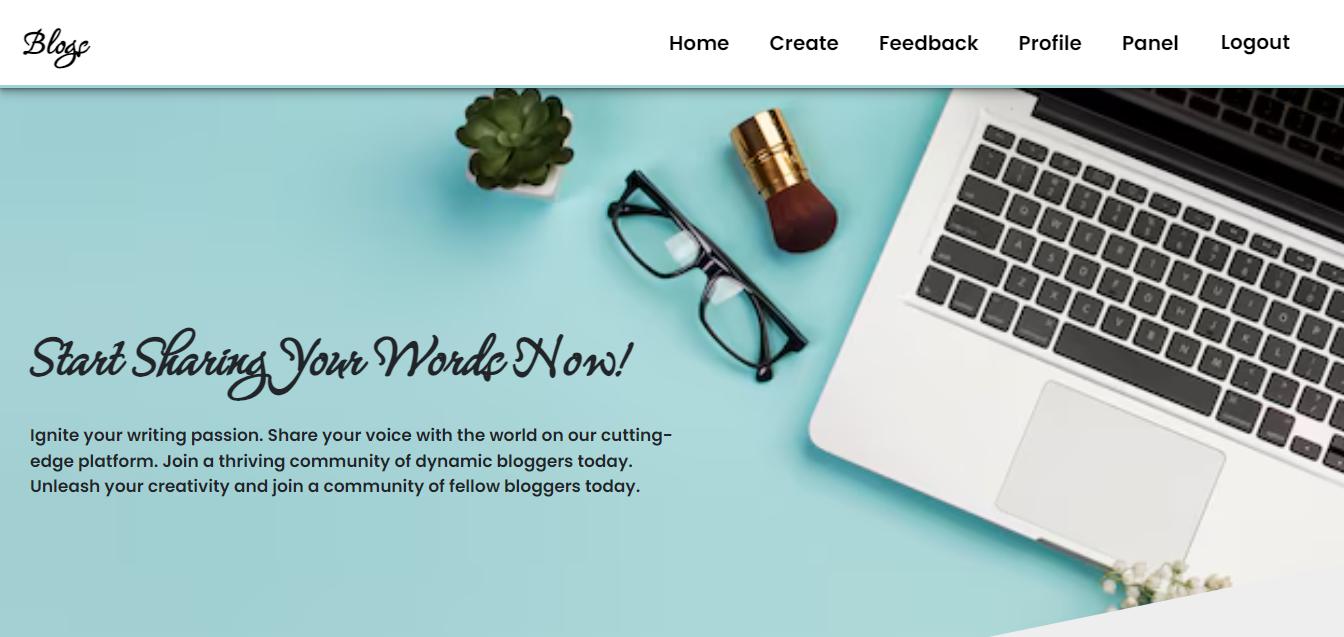 Blogs
Home Create Feedback Profile Panel Logout
Start Sharing Your Words Now!
Ignite your writing passion. Share your voice with the world on our cutting-
edge platform. Join a thriving community of dynamic bloggers today.
Unleash your creativity and join a community of fellow bloggers today.